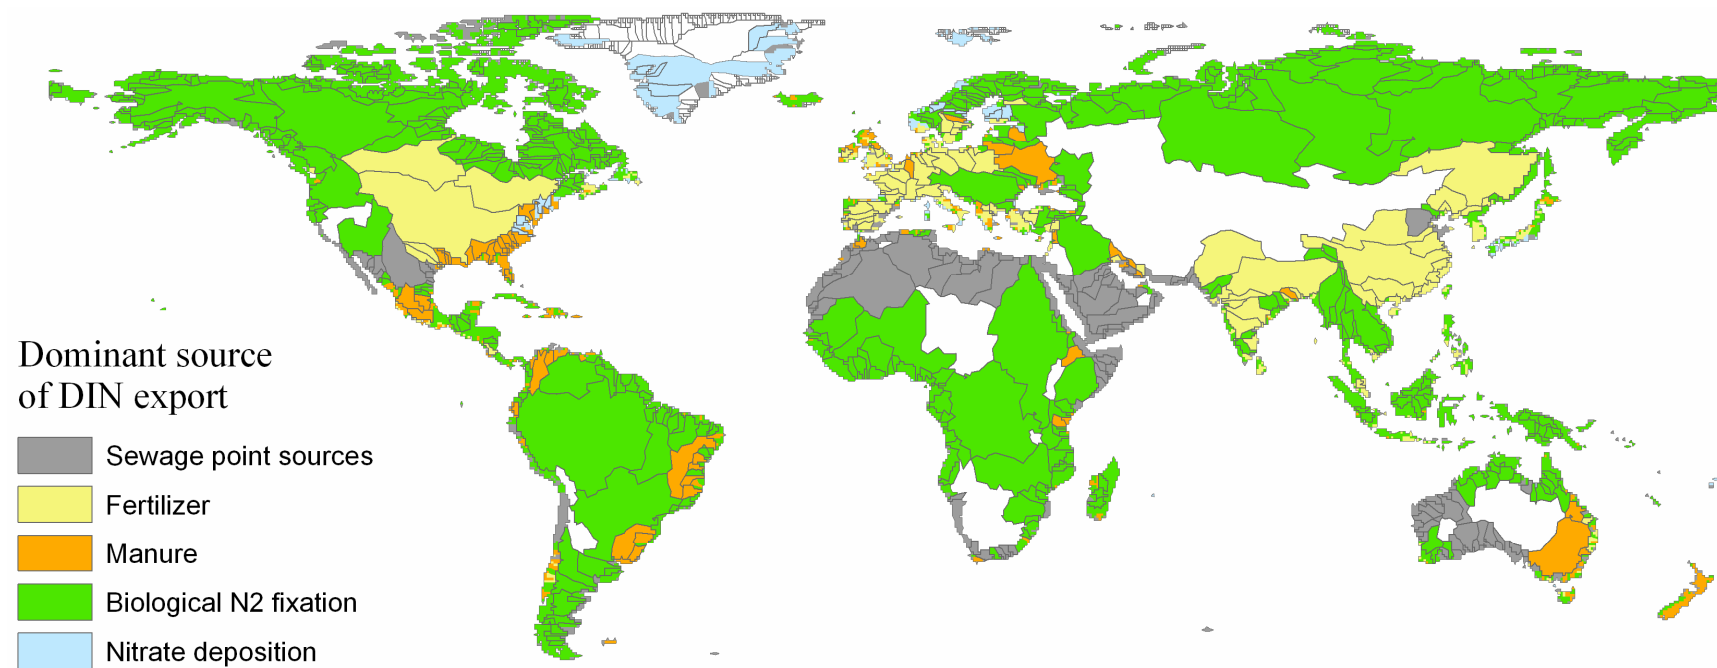 Dominant source
of DIN export
Sewage point sources
Fertilizer
Manure
Biological N2 fixation
Nitrate deposition